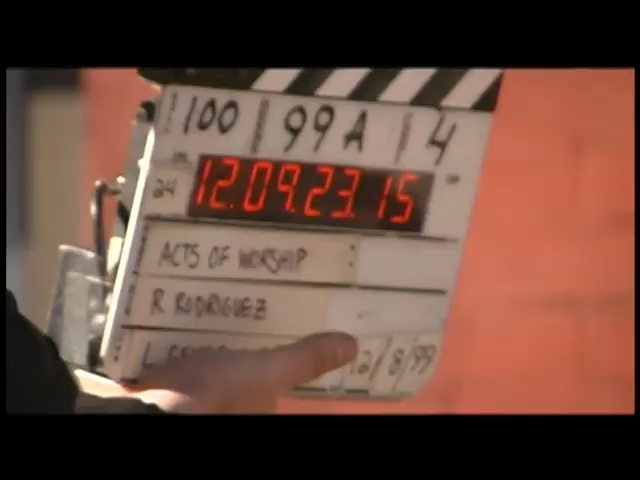 100 99A 4
24 12.09.23.15
ACTS OF WORSHIP
R RODRIGUEZ
L. 12/8/99